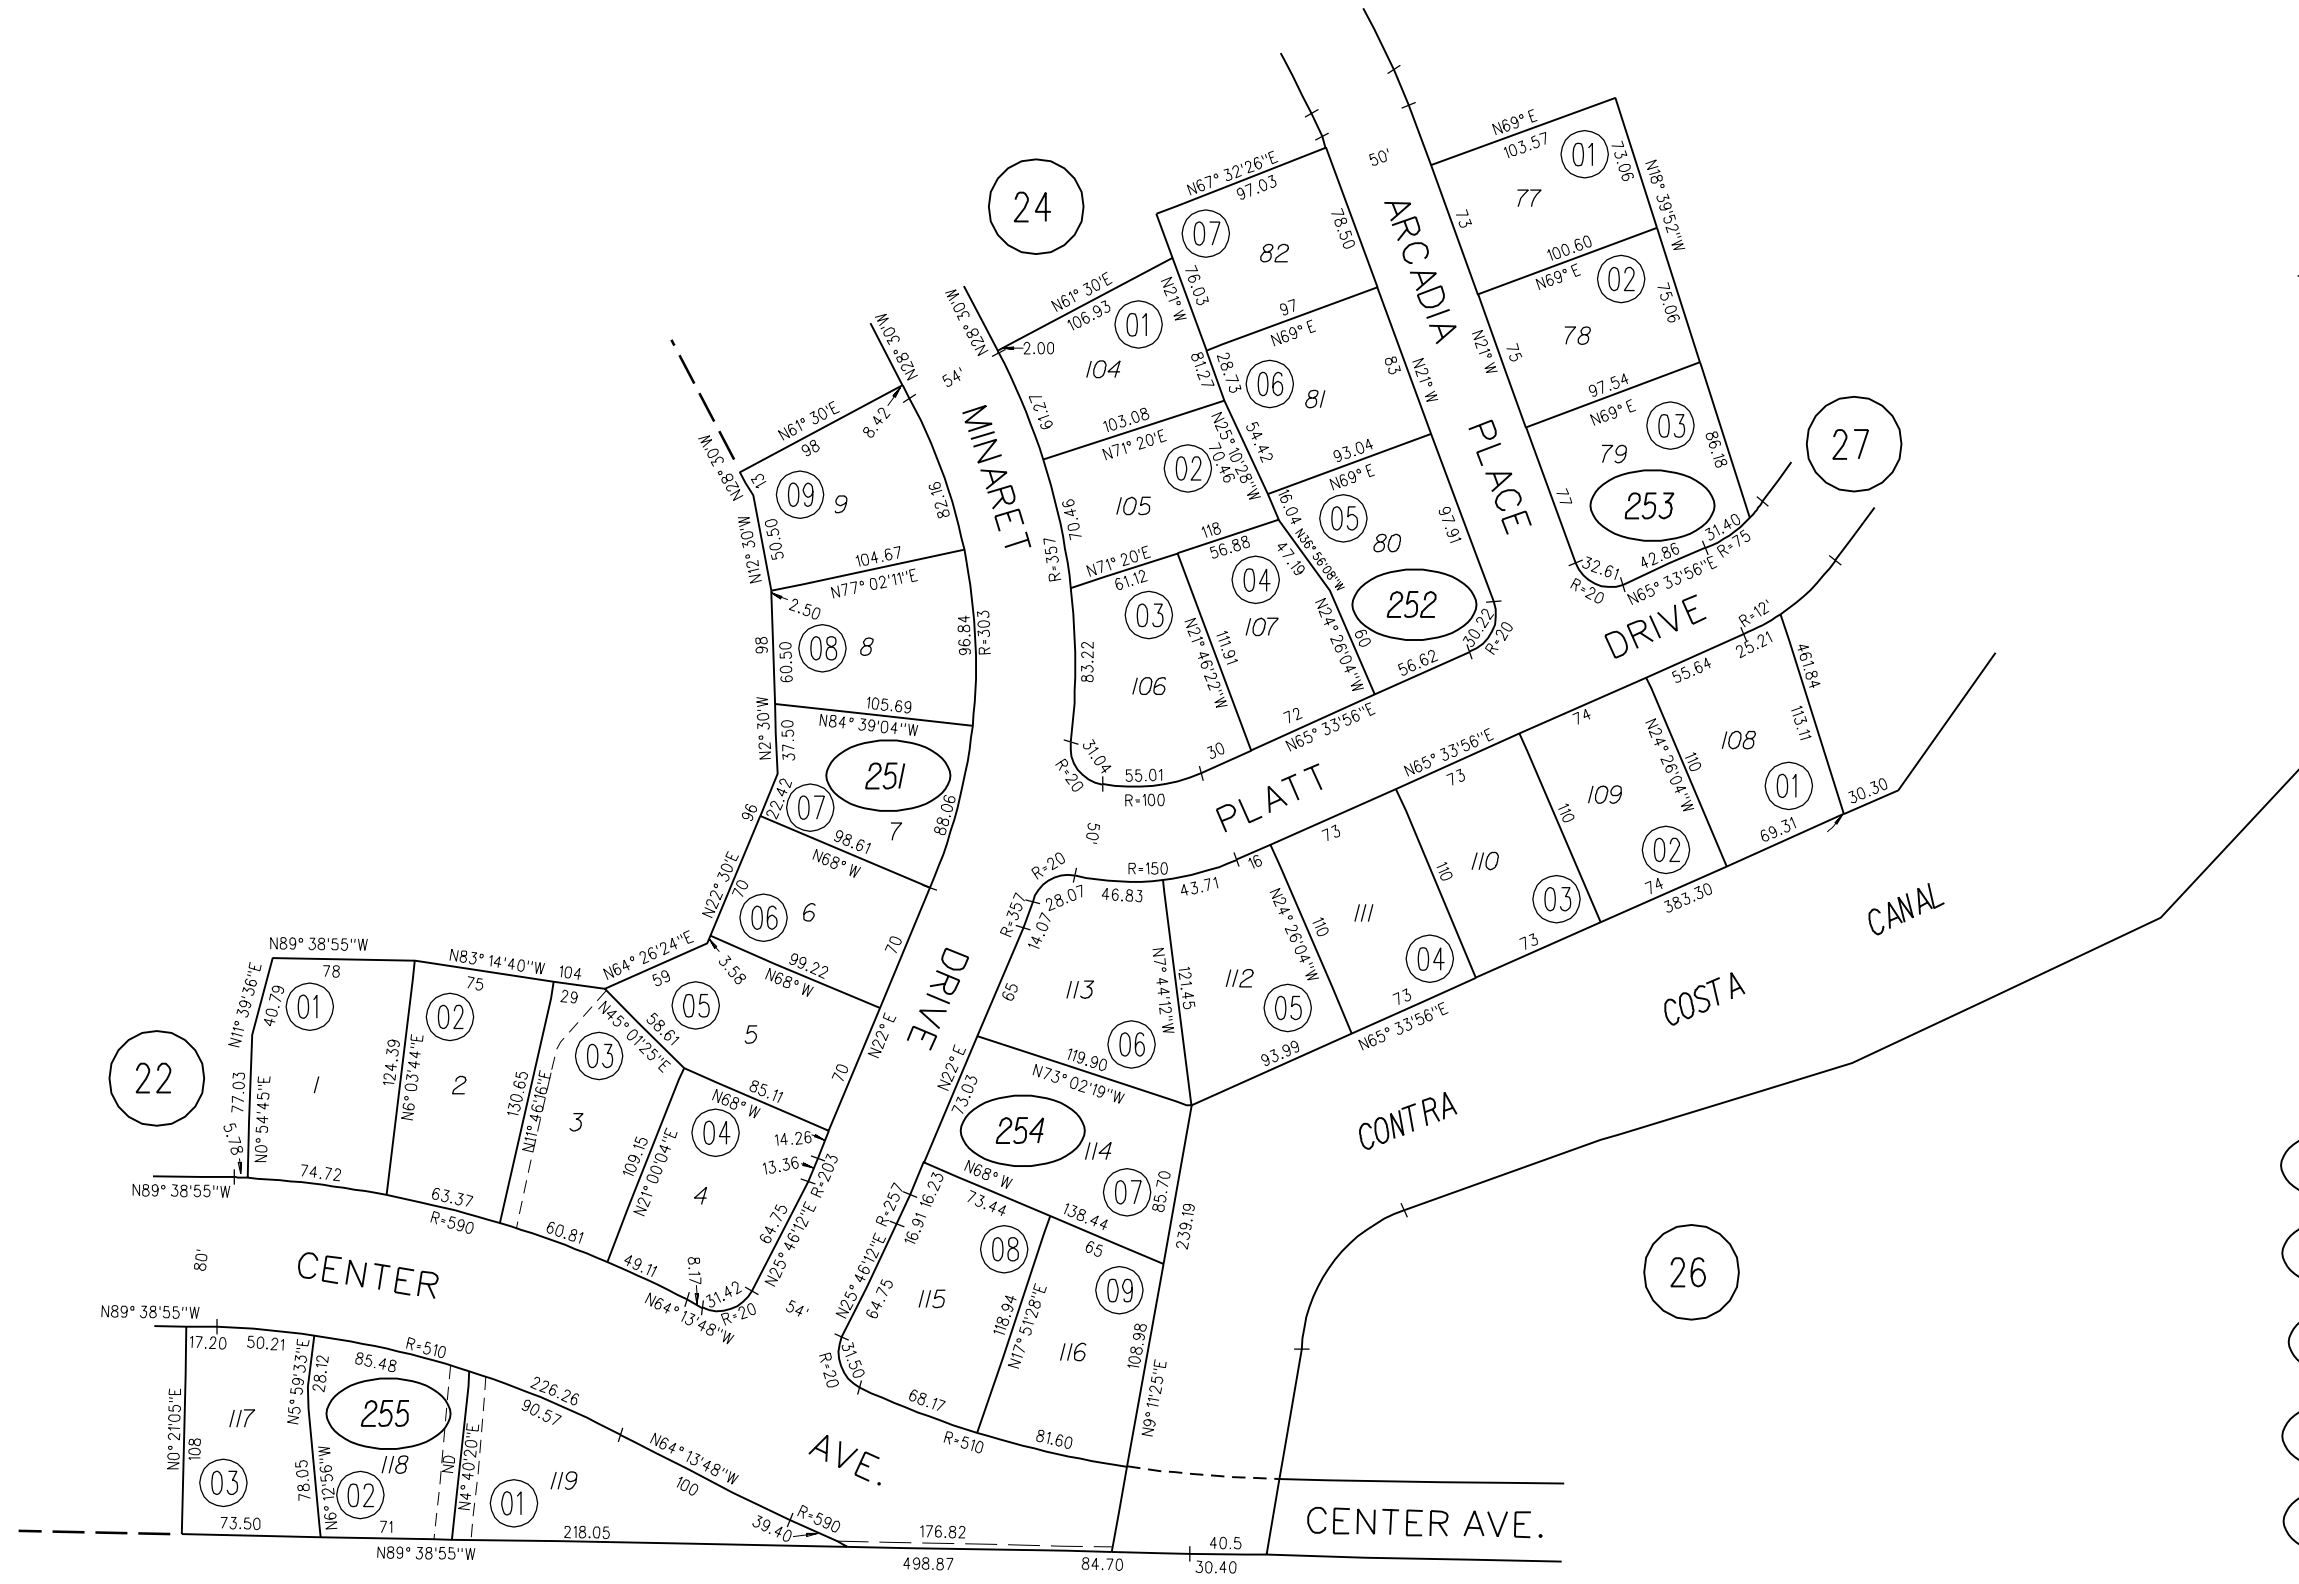 24
27
22
26
ARCADIA
PLACE
MINARET
DRIVE
PLATT
DRIVE
CENTER
AVE.
CENTER AVE.
CONTRA
COSTA
CANAL
50'
54'
50'
80'
54'
253
N69° E
103.57
01
77
73.06
N18° 39'52"W
73
100.60
N69° E
02
78
75.06
N21° W
75
97.54
N69° E
03
79
86.18
77
32.61
R=20
42.86
N65° 33'56"E
31.40
R=75
252
N67° 32'26"E
97.03
07
82
78.50
76.03
N21° W
97
N69° E
06
81
83
N21° W
28.73
81.27
54.42
93.04
N69° E
05
80
97.91
16.04
N36° 56'08"W
47.19
N24° 26'04"W
60
56.62
30.22
R=20
N28° 30'W
N61° 30'E
106.93
2.00
01
104
61.27
103.08
N71° 20'E
N25° 10'28"W
70.46
02
105
70.46
R=357
118
N71° 20'E
61.12
56.88
03
106
83.22
04
107
N21° 46'22"W
111.91
72
N65° 33'56"E
30
31.04
R=20
55.01
R=100
251
N28° 30'W
N28° 30'W
N61° 30'E
98
8.42
13
09
9
82.16
N12° 30'W
50.50
104.67
N77° 02'11"E
2.50
98
60.50
08
8
96.84
R=303
105.69
N84° 39'04"W
N2° 30'W
37.50
22.42
07
7
88.06
96
98.61
N68° W
N22° 30'E
70
06
6
70
99.22
N68° W
3.58
N64° 26'24"E
59
05
5
N22° E
70
58.61
N45° 01'25"E
85.11
N68° W
14.26
13.36
R=203
04
4
109.15
N21° 00'04"E
64.75
N25° 46'12"E
8.17
31.42
R=20
49.11
N64° 13'48"W
N89° 38'55"W
78
N83° 14'40"W
104
75
29
N11° 39'36"E
40.79
01
1
02
2
03
3
124.39
N6° 03'44"E
130.65
N11° 46'16"E
77.03
N0° 54'45"E
5.78
74.72
63.37
R=590
60.81
N89° 38'55"W
254
R=12'
25.21
55.64
461.84
113.11
108
01
30.30
69.31
74
N65° 33'56"E
N24° 26'04"W
110
109
02
74
383.30
73
110
110
03
73
73
110
111
04
73
N65° 33'56"E
16
43.71
N24° 26'04"W
110
112
05
93.99
R=150
46.83
R=20
28.07
R=357
14.07
65
113
06
N7° 44'12"W
121.45
119.90
N73° 02'19"W
N22° E
73.03
114
07
85.70
239.19
N68° W
73.44
138.44
65
16.23
R=257
16.91
N25° 46'12"E
64.75
08
115
118.94
N17° 51'28"E
09
116
108.98
N9° 11'25"E
31.50
R=20
68.17
R=510
81.60
255
N89° 38'55"W
17.20
50.21
85.48
R=510
226.26
90.57
N64° 13'48"W
100
R=590
39.40
N0° 21'05"E
108
117
03
N5° 59'33"E
28.12
78.05
N6° 12'56"W
118
02
ND
N4° 40'20"E
119
01
73.50
71
N89° 38'55"W
218.05
176.82
498.87
84.70
40.5
30.40